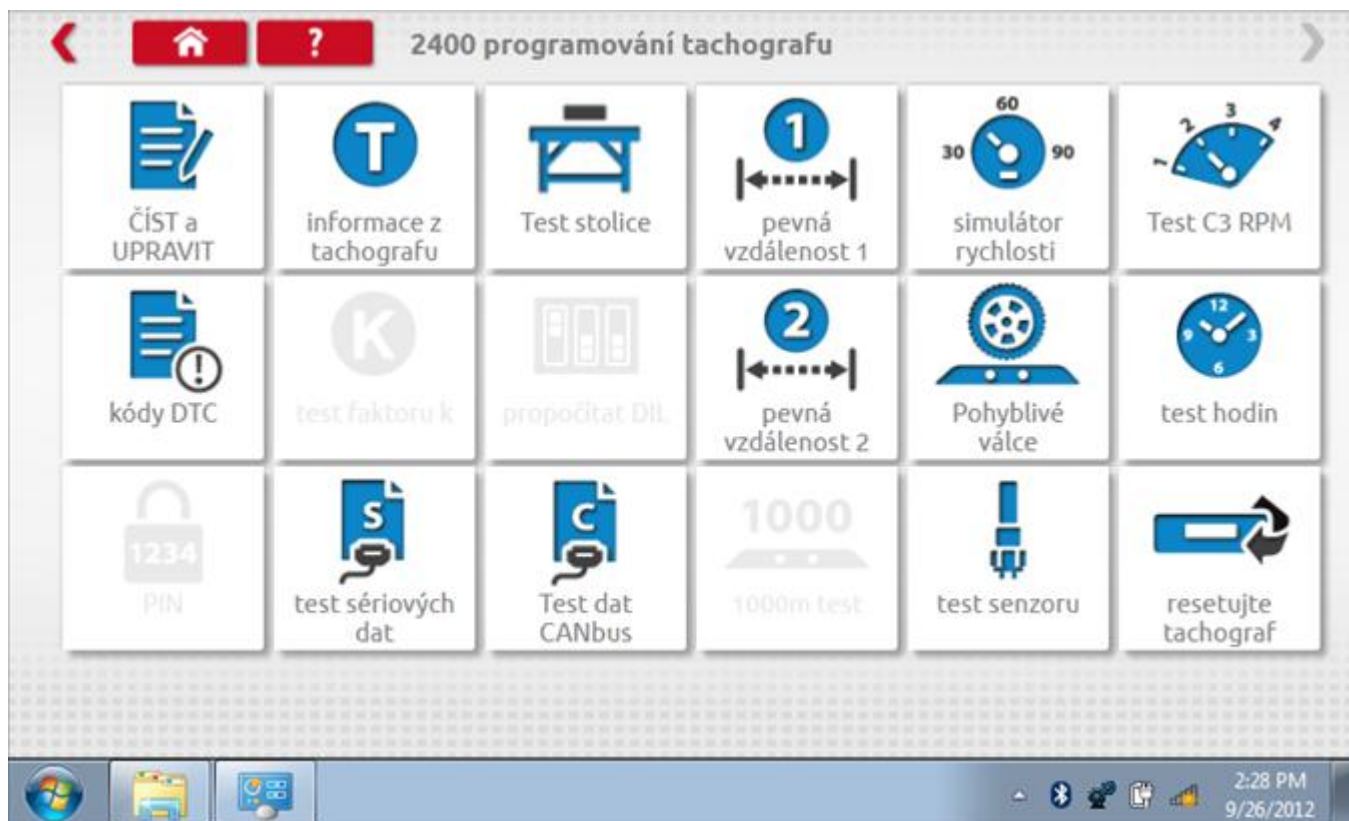 ? 2400 programování tachografu
ČÍST a
UPRAVIT
T
informace z
tachografu
Test stolice
1
pevná
vzdálenost 1
30 60 90
simulátor
rychlosti
1 2 3 4
Test C3 RPM
kódy DTC
K
test faktoru k
propočítat DIL
2
pevná
vzdálenost 2
Pohyblivé
válce
12
9 3
6
test hodin
1234
PIN
S
test sériových
dat
C
Test dat
CANbus
1000
1000m test
test senzoru
resetujte
tachograf
2:28 PM
9/26/2012